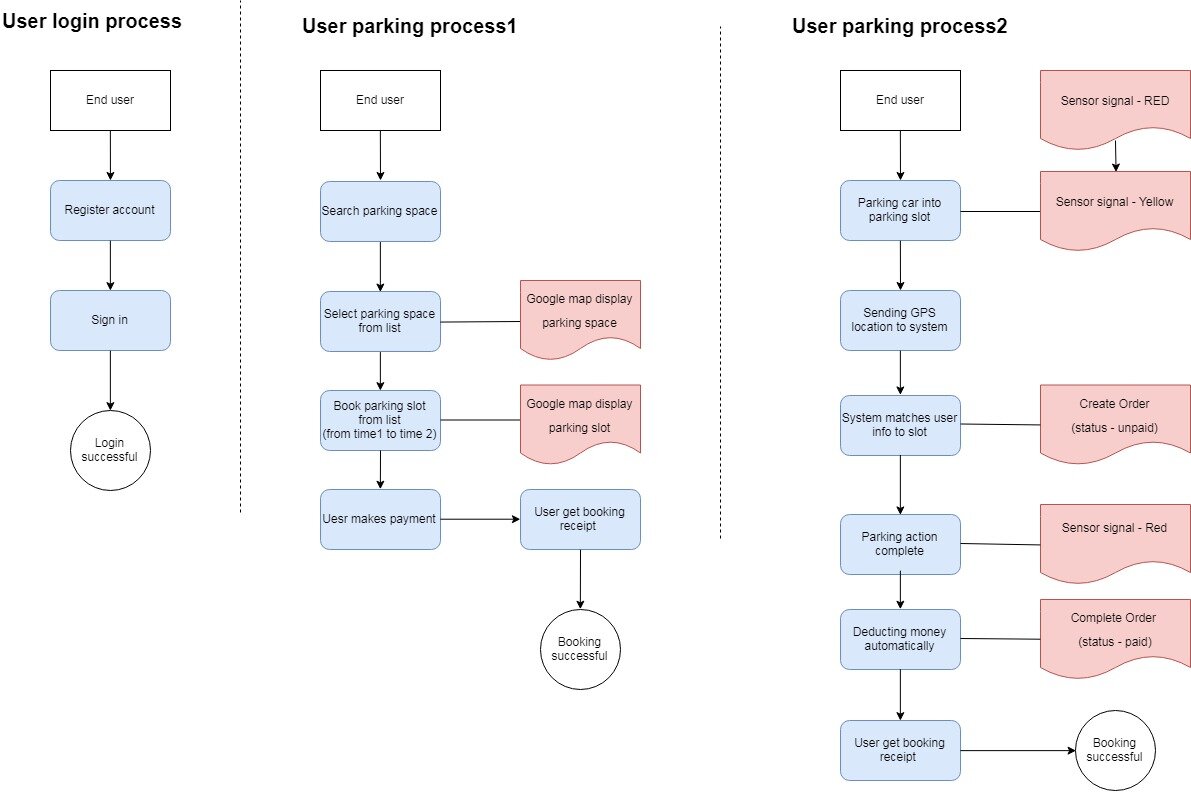 User login process
End user
Register account
Sign in
Login
successful
User parking process1
End user
Search parking space
Select parking space
from list
Google map display
parking space
Book parking slot
from list
(from time1 to time 2)
Google map display
parking slot
Uesr makes payment
User get booking
receipt
Booking
successful
User parking process2
End user
Sensor signal - RED
Parking car into
parking slot
Sensor signal - Yellow
Sending GPS
location to system
System matches user
info to slot
Create Order
(status - unpaid)
Parking action
complete
Sensor signal - Red
Deducting money
automatically
Complete Order
(status - paid)
User get booking
receipt
Booking
successful